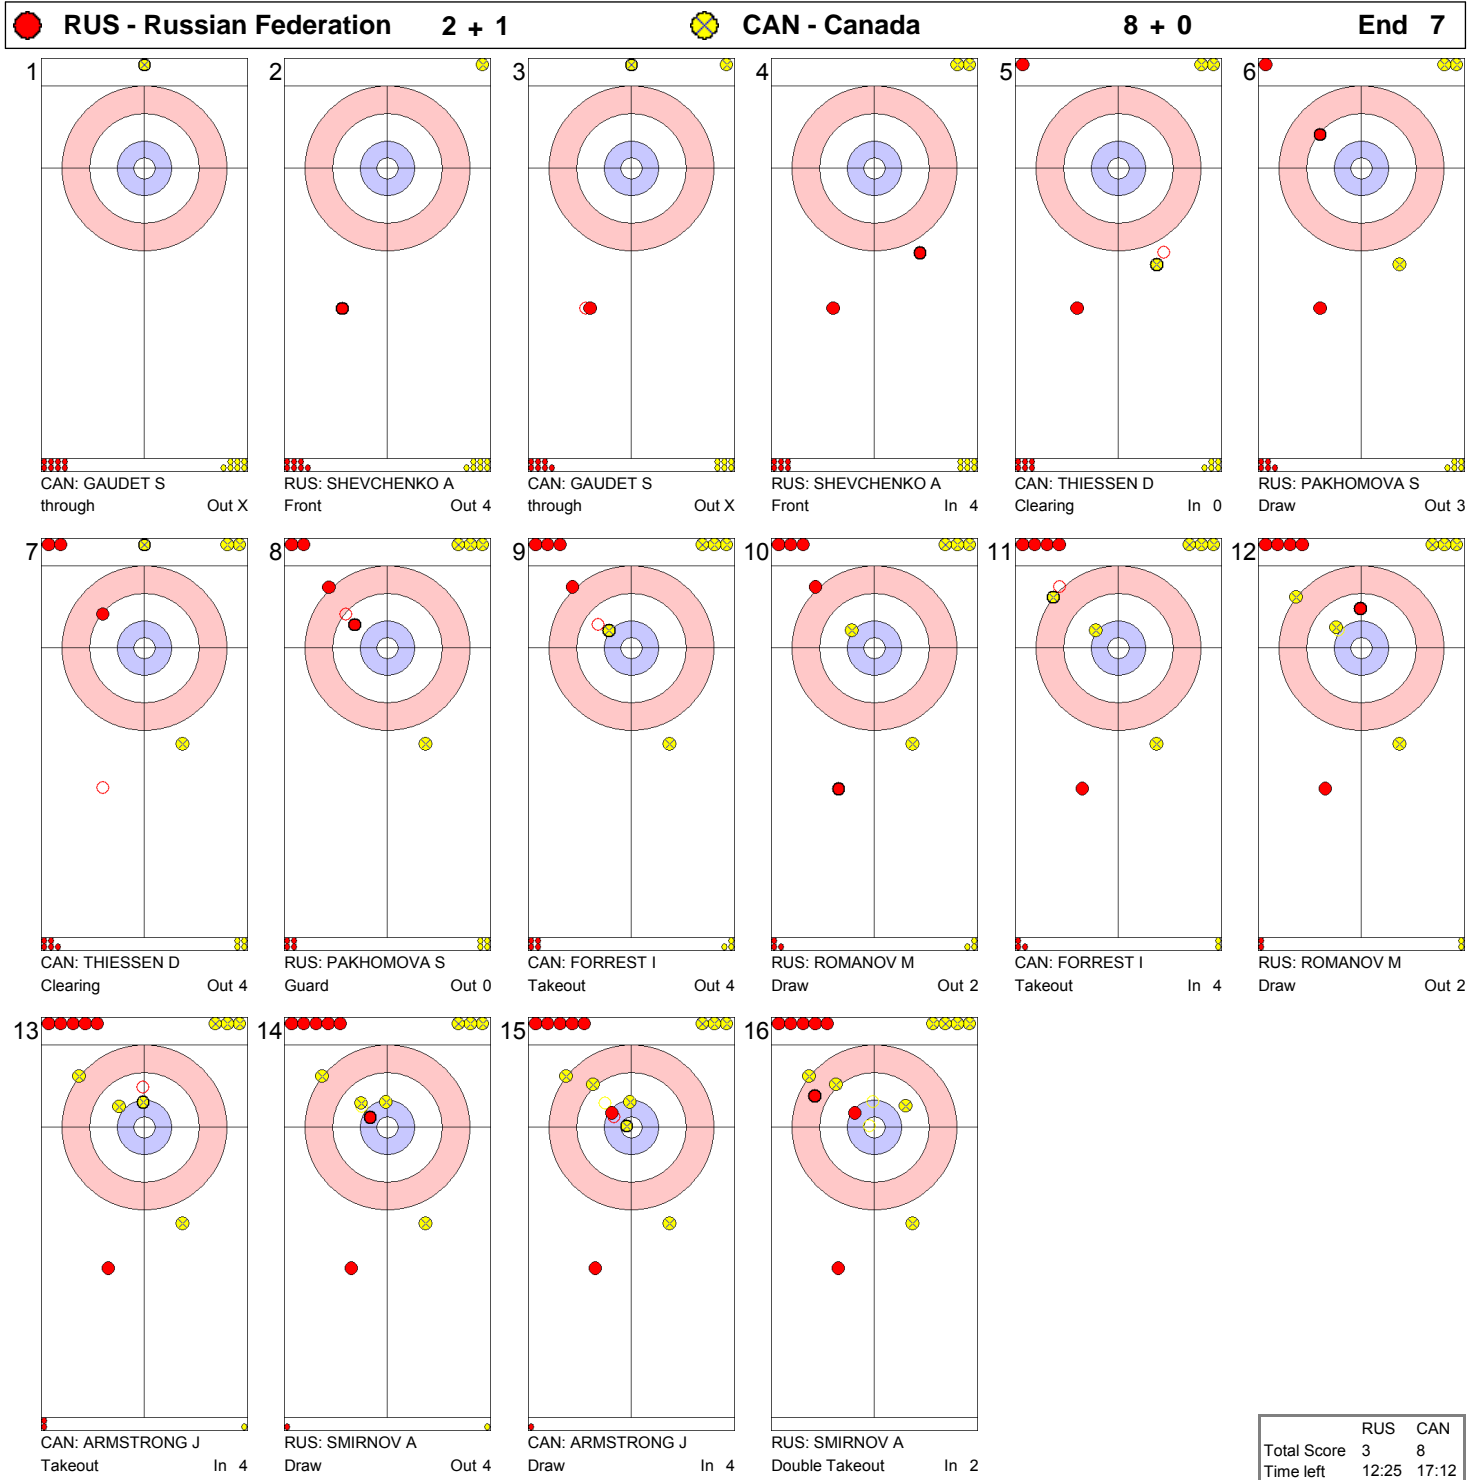 RUS - Russian Federation 2 + 1 CAN - Canada 8 + 0 End 7
1 2 3 4 5 6
CAN: GAUDET S RUS: SHEVCHENKO A CAN: GAUDET S RUS: SHEVCHENKO A CAN: THIESSEN D RUS: PAKHOMOVA S
through Out X Front Out 4 through Out X Front In 4 Clearing In 0 Draw Out 3
7 8 9 10 11 12
CAN: THIESSEN D RUS: PAKHOMOVA S CAN: FORREST I RUS: ROMANOV M CAN: FORREST I RUS: ROMANOV M
Clearing Out 4 Guard Out 0 Takeout Out 4 Draw Out 2 Takeout In 4 Draw Out 2
13 14 15 16
CAN: ARMSTRONG J RUS: SMIRNOV A CAN: ARMSTRONG J RUS: SMIRNOV A
Takeout In 4 Draw Out 4 Draw In 4 Double Takeout In 2
RUS CAN
Total Score 3 8
Time left 12:25 17:12